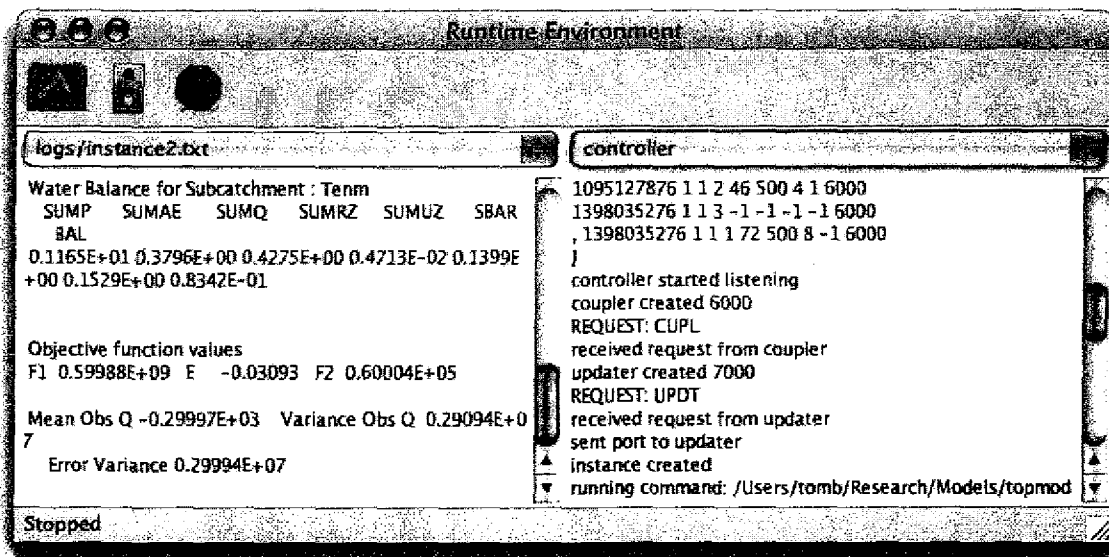 Runtime Environment
logs/instance2.txt
Water Balance for Subcatchment : Tenm
SUMP SUMAE SUMQ SUMRZ SUMUZ SBAR
BAL
0.1165E+01 0.3796E+00 0.4275E+00 0.4713E-02 0.1399E
+00 0.1529E+00 0.8342E-01
Objective function values
F1 0.59988E+09 E -0.03093 F2 0.60004E+05
Mean Obs Q -0.29997E+03 Variance Obs Q 0.29094E+0
7
Error Variance 0.29994E+07
controller
1095127876 1 1 2 46 500 4 1 6000
1398035276 1 1 3 -1 -1 -1 -1 6000
, 1398035276 1 1 1 72 500 8 -1 6000
}
controller started listening
coupler created 6000
REQUEST: CUPL
received request from coupler
updater created 7000
REQUEST: UPDT
received request from updater
sent port to updater
instance created
running command: /Users/tomb/Research/Models/topmod
Stopped